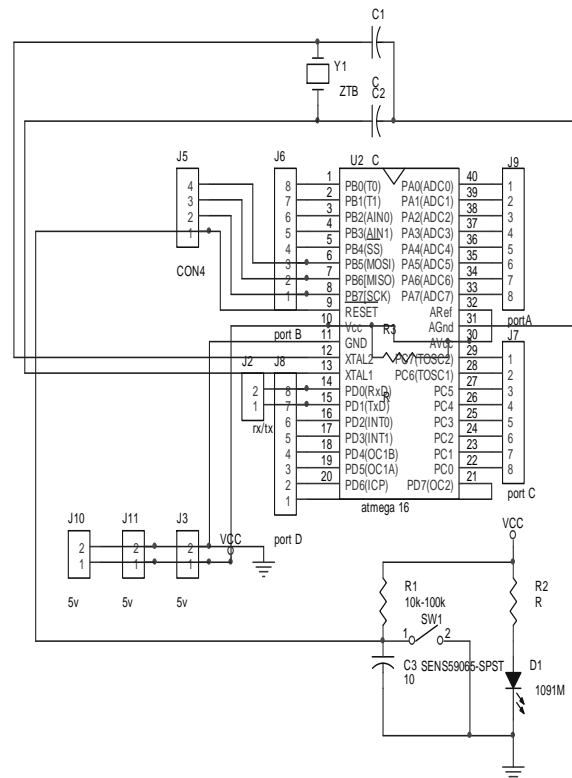 C1
Y1
ZTB
C
C2
J5
J6
U2 C
J9
4
3
2
1
CON4
8
7
6
5
4
3
2
1
port B
1
2
3
4
5
6
7
8
9
10
11
12
13
14
15
16
17
18
19
20
PB0(T0)
PB1(T1)
PB2(AIN0)
PB3(AIN1)
PB4(SS)
PB5(MOSI)
PB6[MISO)
PB7[SCK)
RESET
Vcc
GND
XTAL2
XTAL1
PD0(RxD)
PD1(TxD)
PD2(INT0)
PD3(INT1)
PD4(OC1B)
PD5(OC1A)
PD6(ICP)
PA0(ADC0)
PA1(ADC1)
PA2(ADC2)
PA3(ADC3)
PA4(ADC4)
PA5(ADC5)
PA6(ADC6)
PA7(ADC7)
ARef
AGnd
AVcc
PC7(TOSC2)
PC6(TOSC1)
PC5
PC4
PC3
PC2
PC1
PC0
PD7(OC2)
40
39
38
37
36
35
34
33
32
31
30
29
28
27
26
25
24
23
22
21
R3
R
atmega 16
1
2
3
4
5
6
7
8
portA
J7
1
2
3
4
5
6
7
8
port C
J2
2
1
rx/tx
J8
8
7
6
5
4
3
2
1
port D
J10
2
1
5v
J11
2
1
5v
J3
2
1
5v
VCC
VCC
R1
10k-100k
R2
R
SW1
1
2
C3
10
SENS59065-SPST
D1
1091M